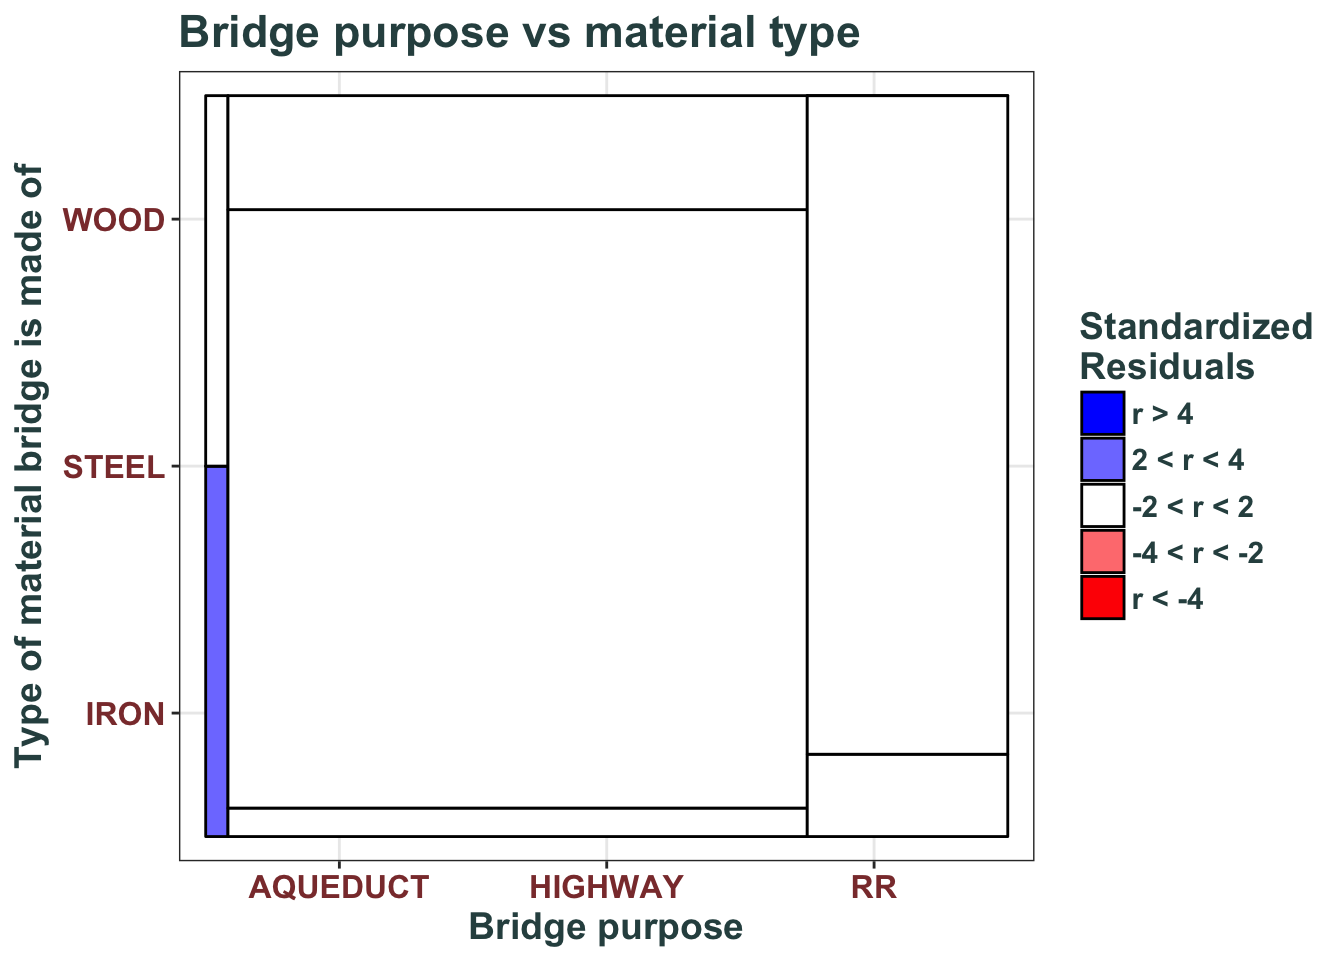 Bridge purpose vs material type
Type of material bridge is made of
WOOD
STEEL
IRON
AQUEDUCT
HIGHWAY
RR
Bridge purpose
Standardized
Residuals
r > 4
2 < r < 4
-2 < r < 2
-4 < r < -2
r < -4